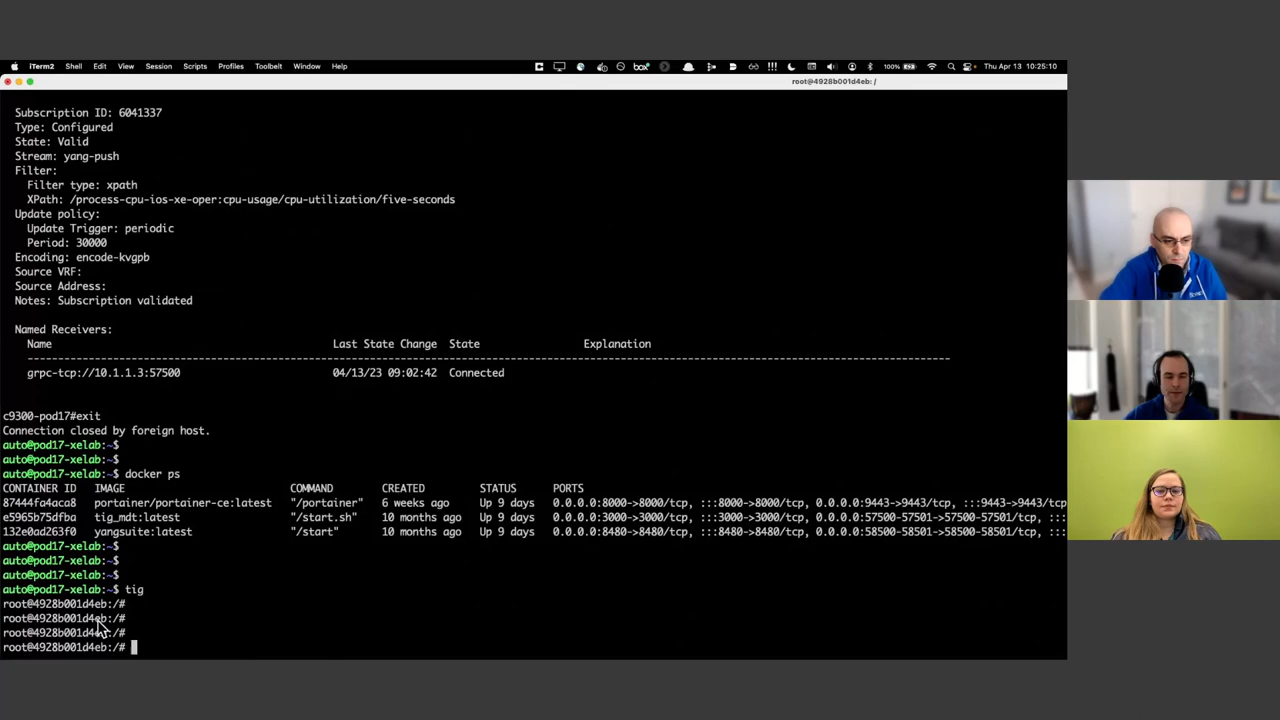 iTerm2 Shell Edit View Session Scripts Profiles Toolbelt Window Help box 100% Thu Apr 13 10:25:10
root@4928b001d4eb: /
Subscription ID: 6041337
Type: Configured
State: Valid
Stream: yang-push
Filter:
Filter type: xpath
XPath: /process-cpu-ios-xe-oper:cpu-usage/cpu-utilization/five-seconds
Update policy:
Update Trigger: periodic
Period: 30000
Encoding: encode-kvgpb
Source VRF:
Source Address:
Notes: Subscription validated
Named Receivers:
Name Last State Change State Explanation
--------------------------------------------------------------------------------------------------------------------------------
grpc-tcp://10.1.1.3:57500 04/13/23 09:02:42 Connected
c9300-pod17#exit
Connection closed by foreign host.
auto@pod17-xelab:~$
auto@pod17-xelab:~$
auto@pod17-xelab:~$ docker ps
CONTAINER ID IMAGE COMMAND CREATED STATUS PORTS
87444fa4aca8 portainer/portainer-ce:latest "/portainer" 6 weeks ago Up 9 days 0.0.0.0:8000->8000/tcp, :::8000->8000/tcp, 0.0.0.0:9443->9443/tcp, :::9443->9443/tcp
e5965b75dfba tig_mdt:latest "/start.sh" 10 months ago Up 9 days 0.0.0.0:3000->3000/tcp, :::3000->3000/tcp, 0.0.0.0:57500-57501->57500-57501/tcp, :::
132e0ad263f0 yangsuite:latest "/start" 10 months ago Up 9 days 0.0.0.0:8480->8480/tcp, :::8480->8480/tcp, 0.0.0.0:58500-58501->58500-58501/tcp, :::
auto@pod17-xelab:~$
auto@pod17-xelab:~$
auto@pod17-xelab:~$
auto@pod17-xelab:~$ tig
root@4928b001d4eb:/#
root@4928b001d4eb:/#
root@4928b001d4eb:/#
root@4928b001d4eb:/#